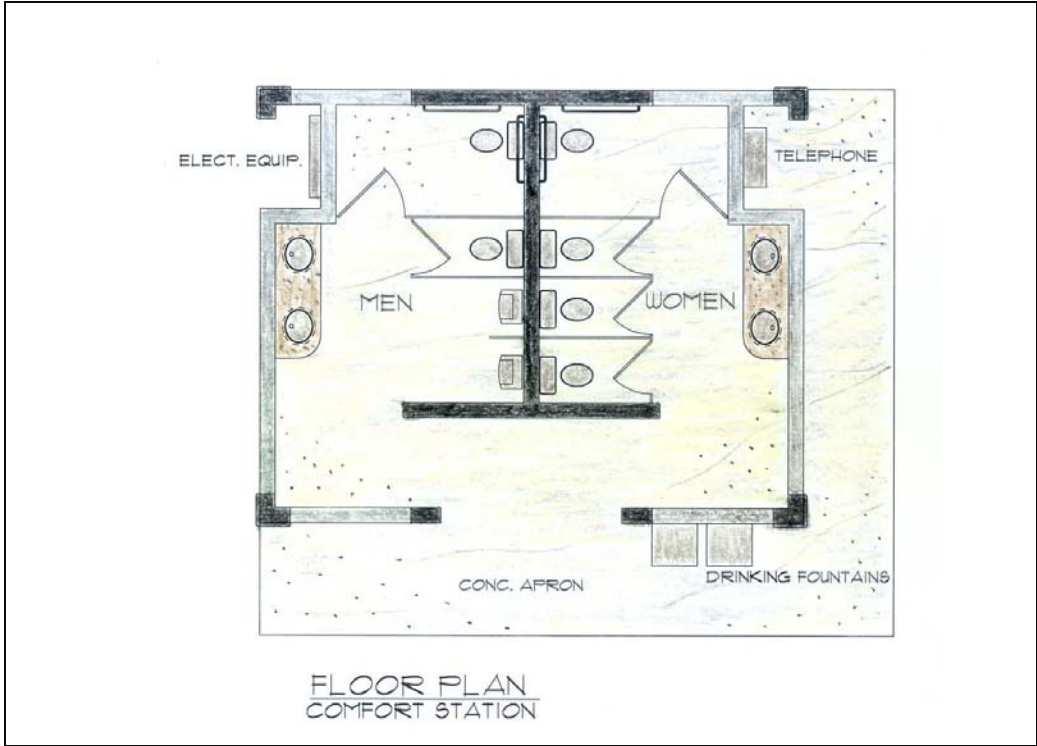 ELECT. EQUIP.
TELEPHONE
MEN
WOMEN
CONC. APRON
DRINKING FOUNTAINS
FLOOR PLAN
COMFORT STATION